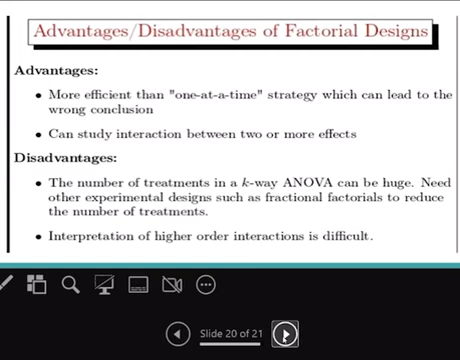 Advantages/Disadvantages of Factorial Designs
Advantages:
• More efficient than "one-at-a-time" strategy which can lead to the
wrong conclusion
• Can study interaction between two or more effects
Disadvantages:
• The number of treatments in a k-way ANOVA can be huge. Need
other experimental designs such as fractional factorials to reduce
the number of treatments.
• Interpretation of higher order interactions is difficult.
Slide 20 of 21